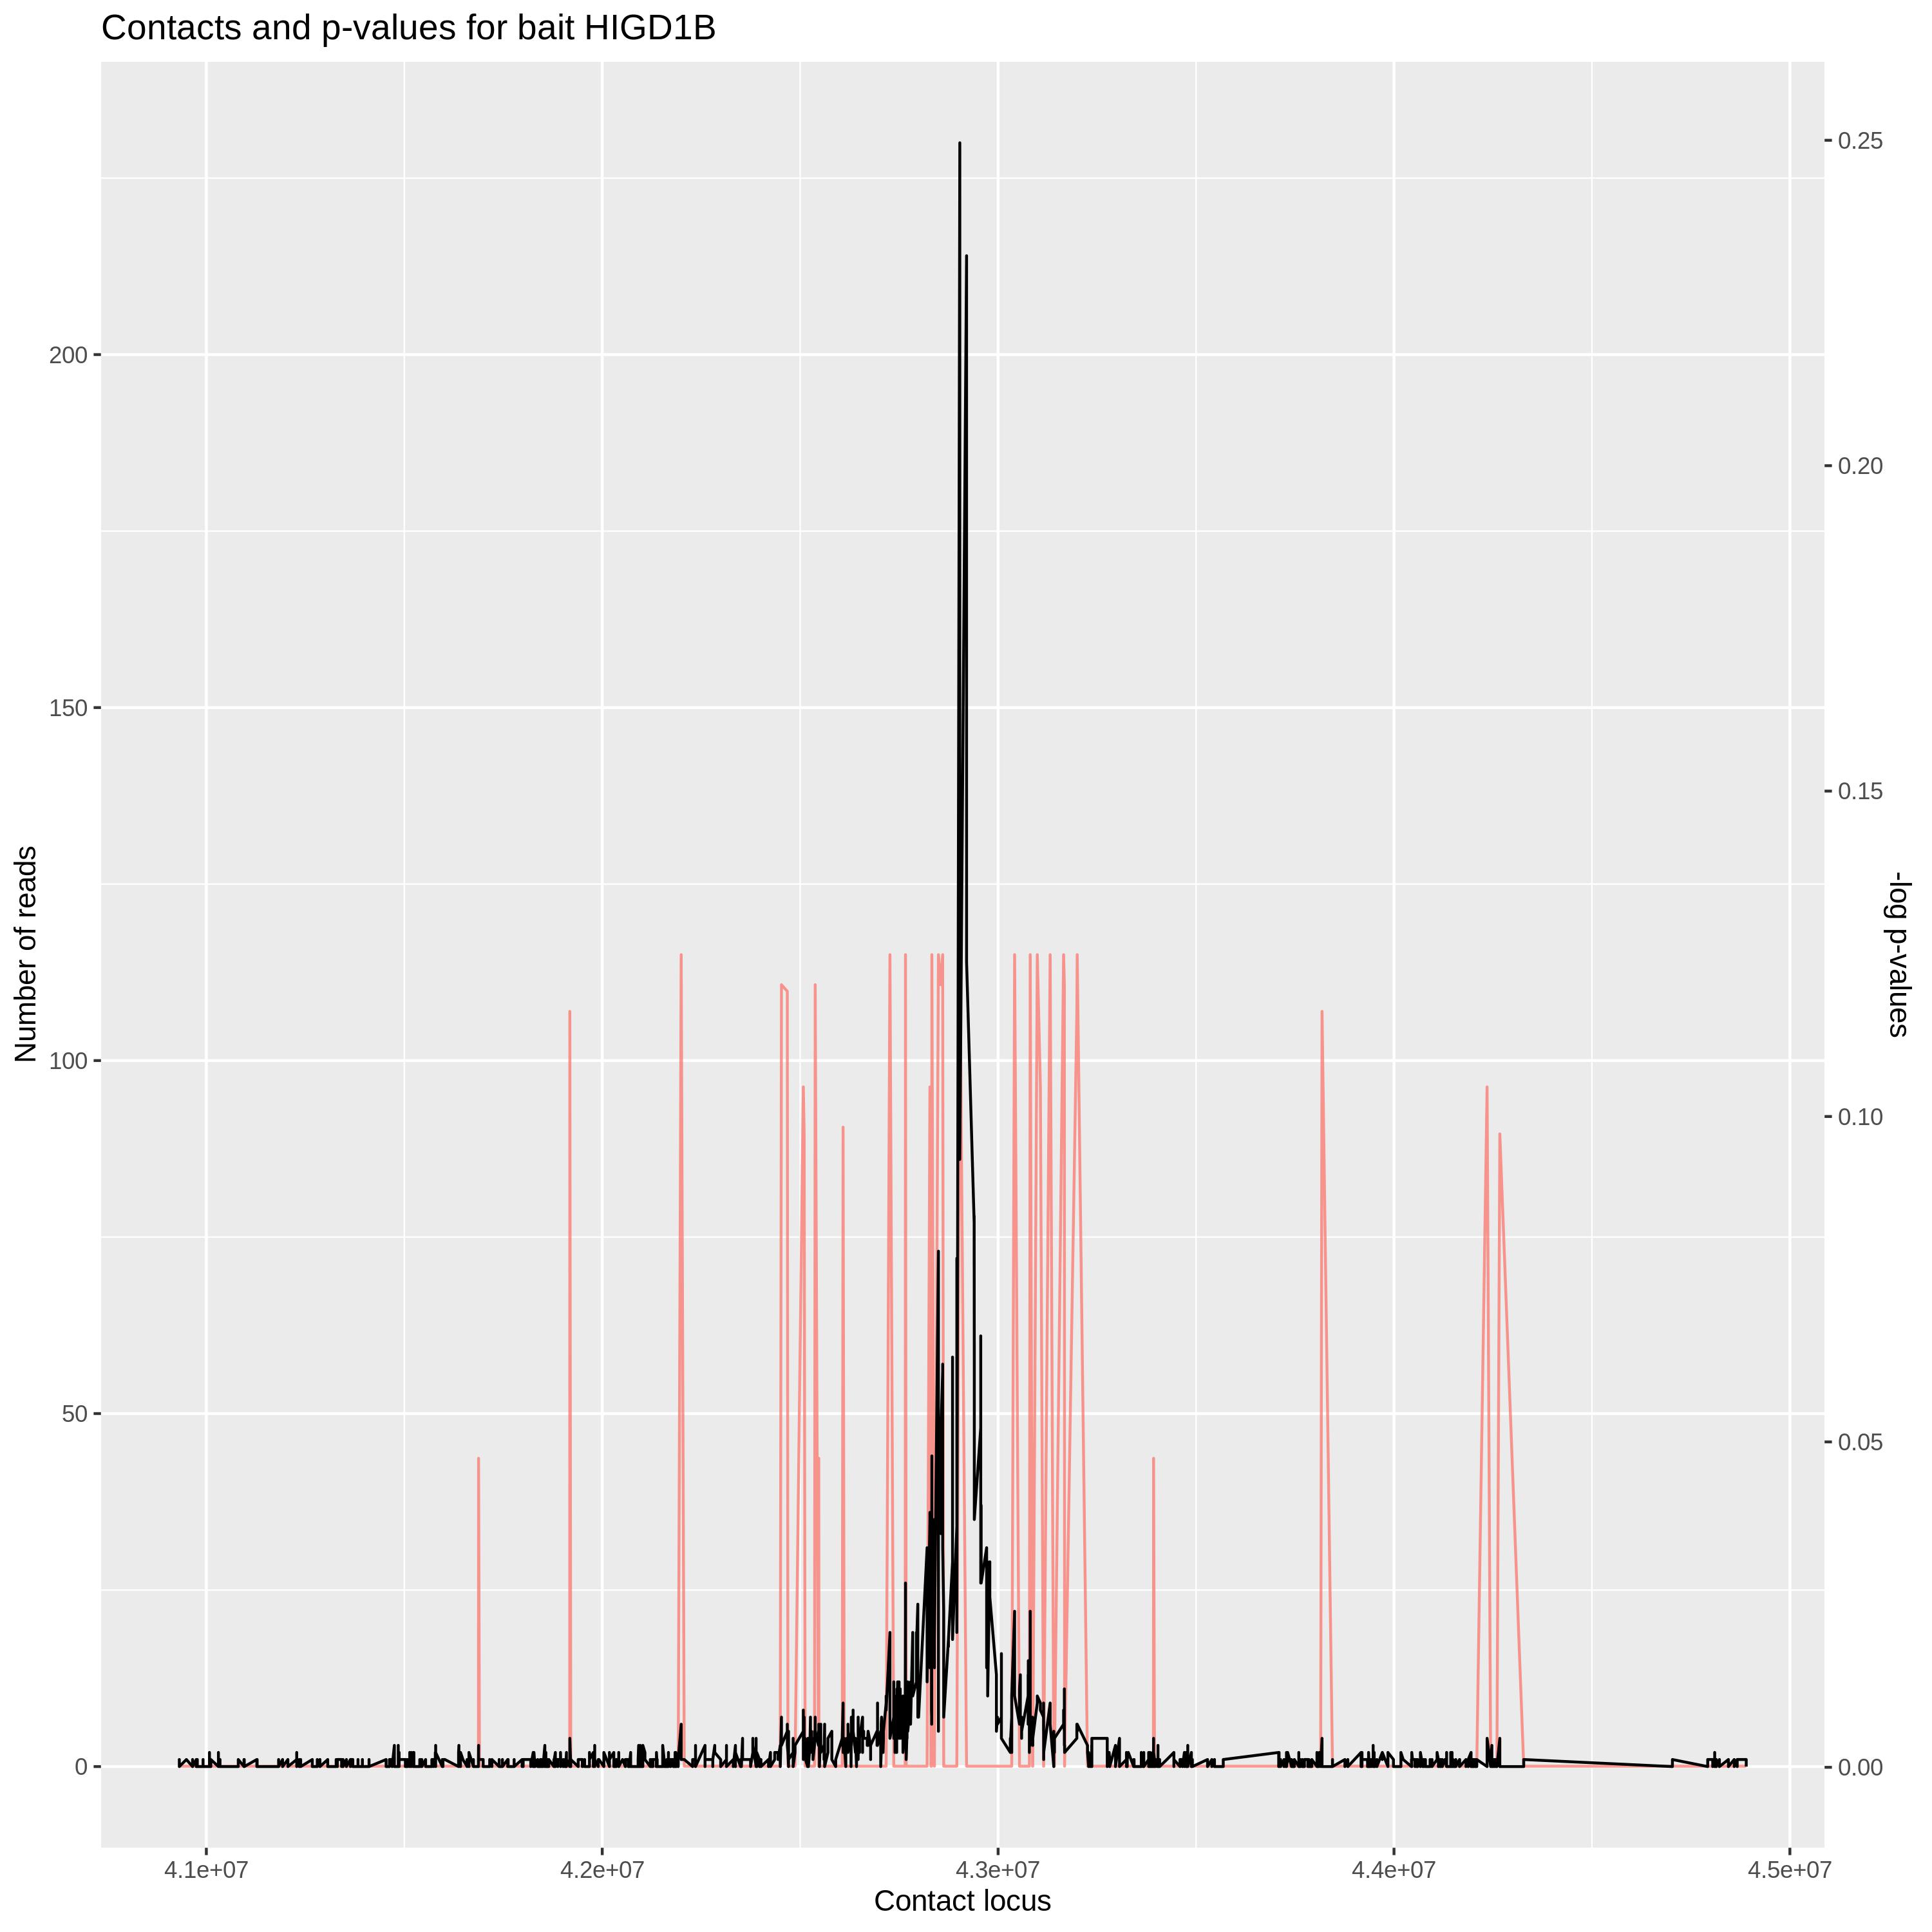 Contacts and p-values for bait HIGD1B
Number of reads
200
150
100
50
0
0.25
0.20
0.15
0.10
0.05
0.00
-log p-values
4.1e+07
4.2e+07
4.3e+07
4.4e+07
4.5e+07
Contact locus